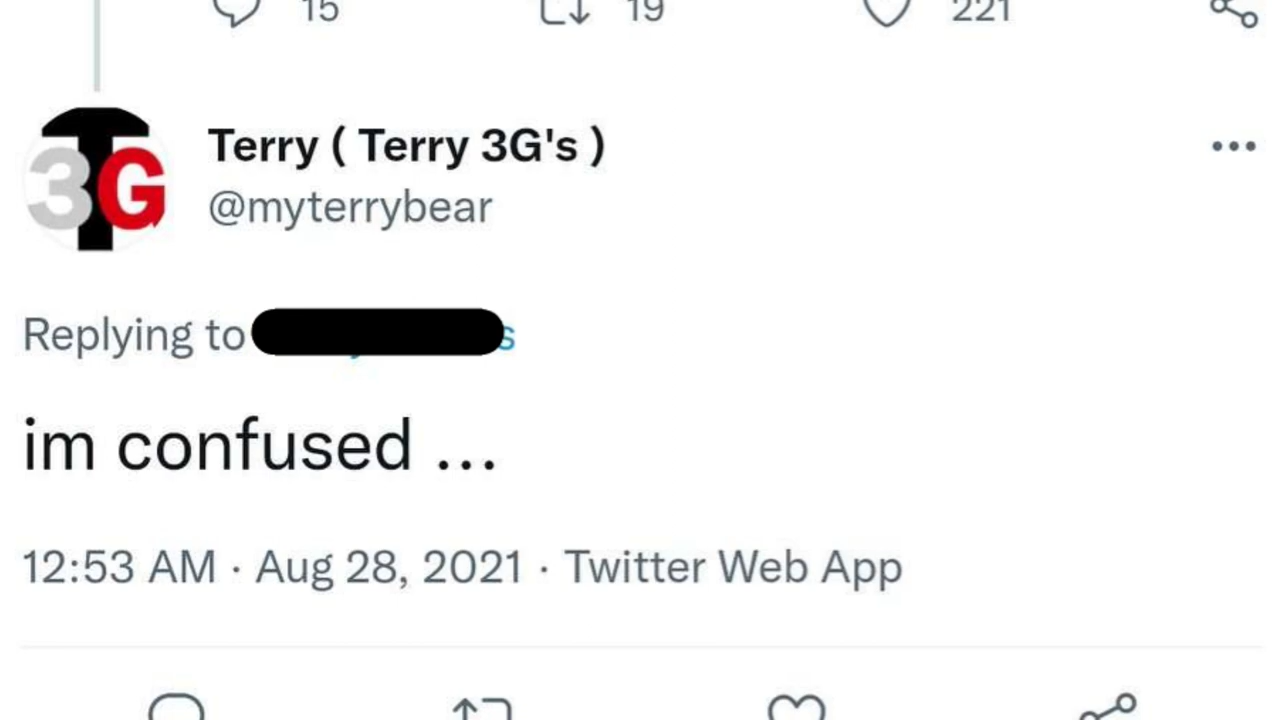 15 19 221
3G
Terry ( Terry 3G's )
@myterrybear
Replying to
im confused ...
12:53 AM · Aug 28, 2021 · Twitter Web App